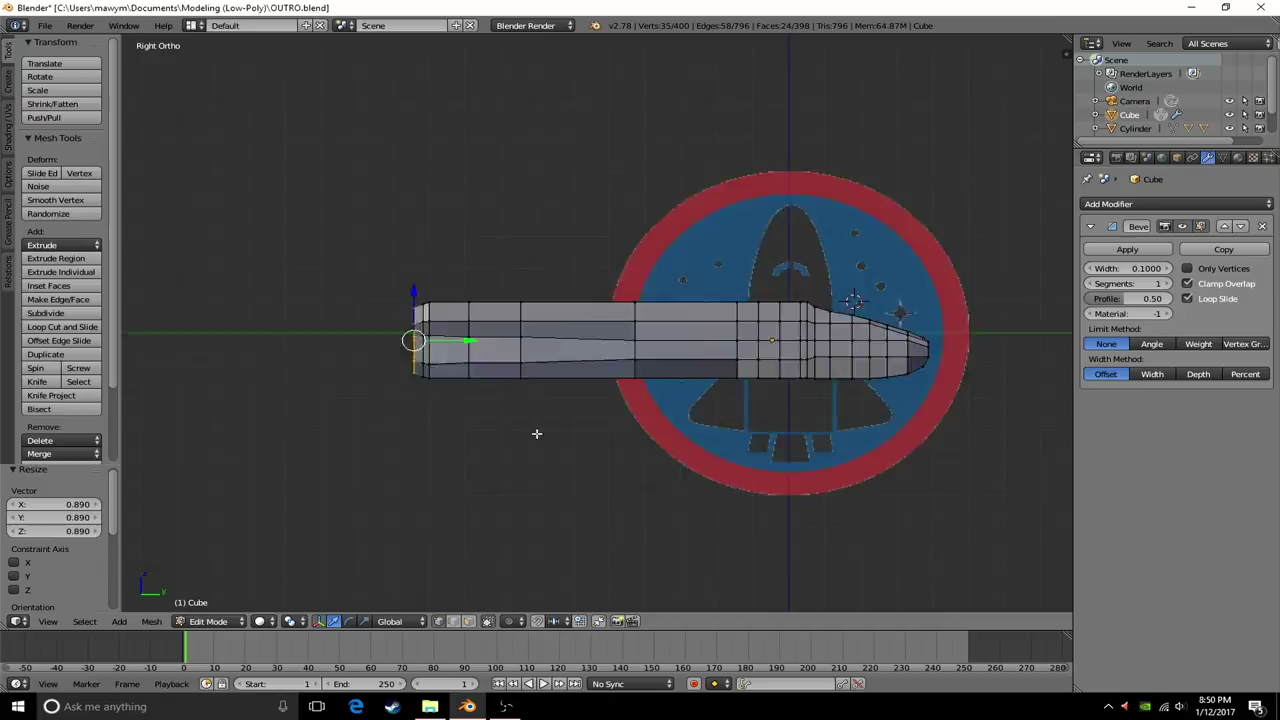 Blender* [C:\Users\mawym\Documents\Modeling (Low-Poly)\OUTRO.blend]
File Render Window Help Default Scene Blender Render v2.78 | Verts:35/400 | Edges:58/796 | Faces:24/398 | Tris:796 | Mem:64.87M | Cube
Transform
Translate
Rotate
Scale
Shrink/Fatten
Push/Pull
Mesh Tools
Deform:
Slide Ed Vertex
Noise
Smooth Vertex
Randomize
Add:
Extrude
Extrude Region
Extrude Individual
Inset Faces
Make Edge/Face
Subdivide
Loop Cut and Slide
Offset Edge Slide
Duplicate
Spin Screw
Knife Select
Knife Project
Bisect
Remove:
Delete
Merge
Resize
Vector
X: 0.890
Y: 0.890
Z: 0.890
Constraint Axis
X
Y
Z
Orientation
Tools
Create
Shading / UVs
Options
Grease Pencil
Relations
Right Ortho
z
y
(1) Cube
View Search All Scenes
Scene
RenderLayers
World
Camera
Cube
Cylinder
Cube
Add Modifier
Beve
Apply Copy
Width: 0.1000 Only Vertices
Segments: 1 Clamp Overlap
Profile: 0.50 Loop Slide
Material: -1
Limit Method:
None Angle Weight Vertex Gr...
Width Method:
Offset Width Depth Percent
View Select Add Mesh Edit Mode Global
-50 -40 -30 -20 -10 0 10 20 30 40 50 60 70 80 90 100 110 120 130 140 150 160 170 180 190 200 210 220 230 240 250 260 270 280
View Marker Frame Playback Start: 1 End: 250 1 No Sync
Ask me anything
8:50 PM
1/12/2017